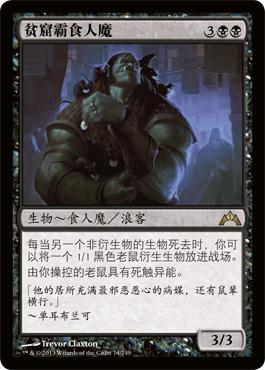 贫窟霸食人魔 3
生物～食人魔／浪客
每当另一个非衍生物的生物死去时，你可
以将一个 1/1 黑色老鼠衍生生物放进战场。
由你操控的老鼠具有死触异能。
「他的居所充满最邪恶恶心的病媒，还有鼠辈
横行。」
～单耳布兰可
Trevor Claxton
™ & © 2013 Wizards of the Coast 74/249
3/3